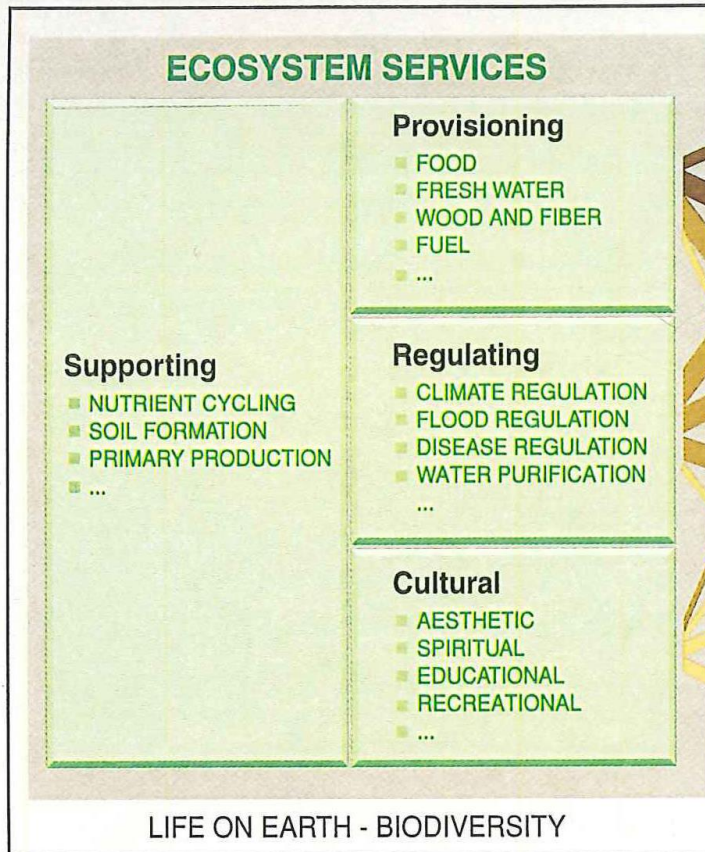 ECOSYSTEM SERVICES
Supporting
NUTRIENT CYCLING
SOIL FORMATION
PRIMARY PRODUCTION
...
Provisioning
FOOD
FRESH WATER
WOOD AND FIBER
FUEL
...
Regulating
CLIMATE REGULATION
FLOOD REGULATION
DISEASE REGULATION
WATER PURIFICATION
...
Cultural
AESTHETIC
SPIRITUAL
EDUCATIONAL
RECREATIONAL
...
LIFE ON EARTH - BIODIVERSITY